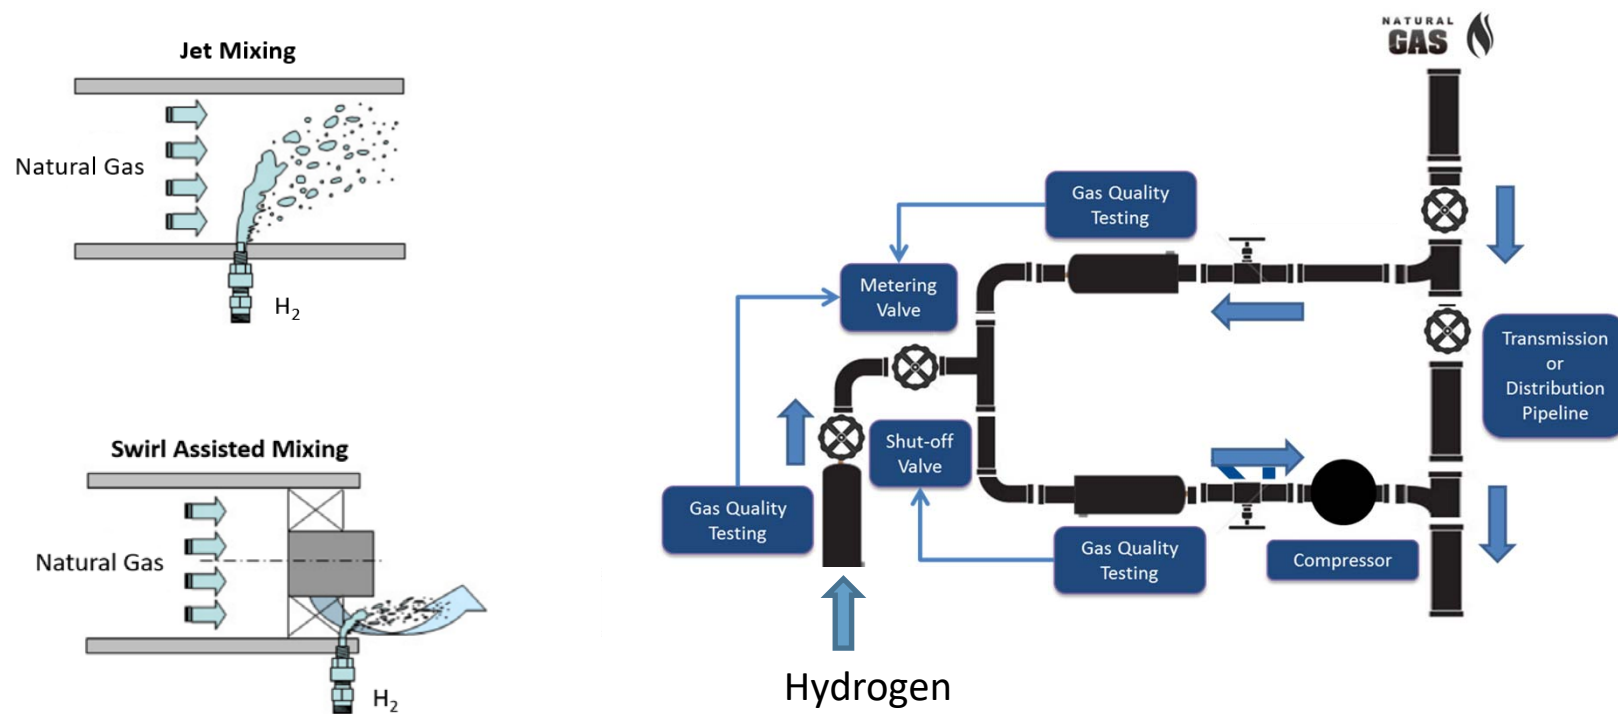 Jet Mixing
Natural Gas
H2
Swirl Assisted Mixing
Natural Gas
H2
NATURAL
GAS
Gas Quality
Testing
Metering
Valve
Transmission
or
Distribution
Pipeline
Shut-off
Valve
Gas Quality
Testing
Gas Quality
Testing
Compressor
Hydrogen